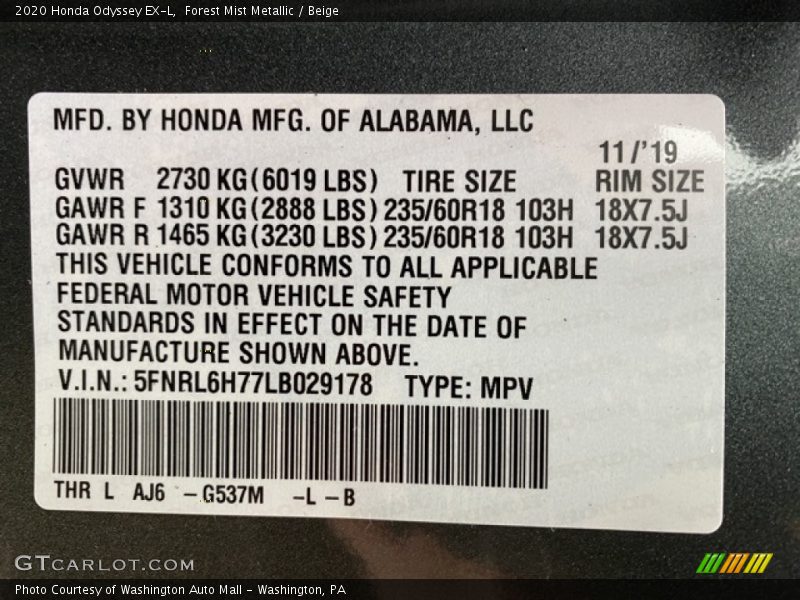 2020 Honda Odyssey EX-L,  Forest Mist Metallic / Beige
MFD. BY HONDA MFG. OF ALABAMA, LLC
11/'19
GVWR 2730 KG(6019 LBS) TIRE SIZE RIM SIZE
GAWR F 1310 KG(2888 LBS) 235/60R18 103H 18X7.5J
GAWR R 1465 KG(3230 LBS) 235/60R18 103H 18X7.5J
THIS VEHICLE CONFORMS TO ALL APPLICABLE
FEDERAL MOTOR VEHICLE SAFETY
STANDARDS IN EFFECT ON THE DATE OF
MANUFACTURE SHOWN ABOVE.
V.I.N.: 5FNRL6H77LB029178 TYPE: MPV
THR L AJ6 -G537M -L -B
GTCARLOT.COM
Photo Courtesy of Washington Auto Mall - Washington, PA